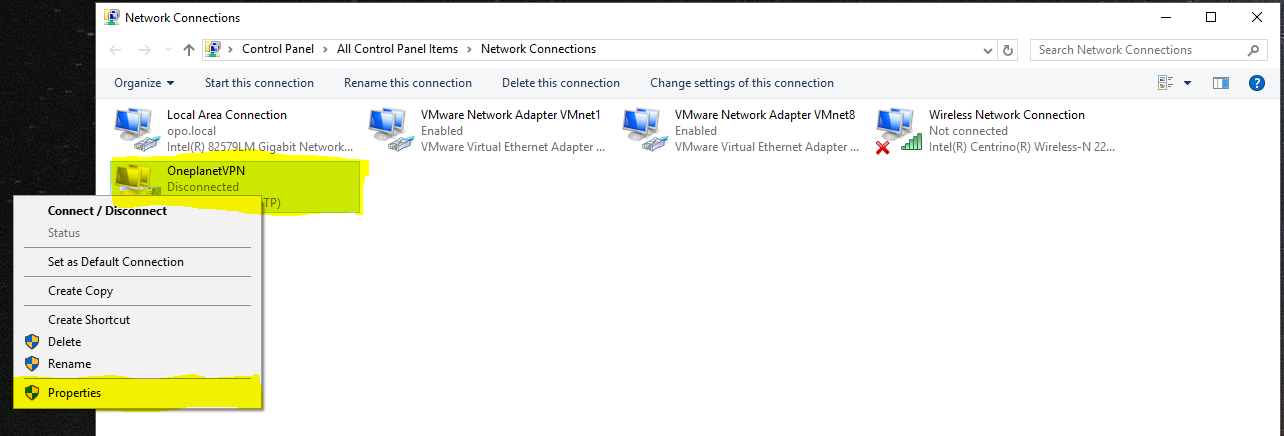 Network Connections
Control Panel All Control Panel Items Network Connections
Search Network Connections
Organize Start this connection Rename this connection Delete this connection Change settings of this connection
Local Area Connection
opo.local
Intel(R) 82579LM Gigabit Network...
VMware Network Adapter VMnet1
Enabled
VMware Virtual Ethernet Adapter ...
VMware Network Adapter VMnet8
Enabled
VMware Virtual Ethernet Adapter ...
Wireless Network Connection
Not connected
Intel(R) Centrino(R) Wireless-N 22...
OneplanetVPN
Disconnected
TP)
Connect / Disconnect
Status
Set as Default Connection
Create Copy
Create Shortcut
Delete
Rename
Properties